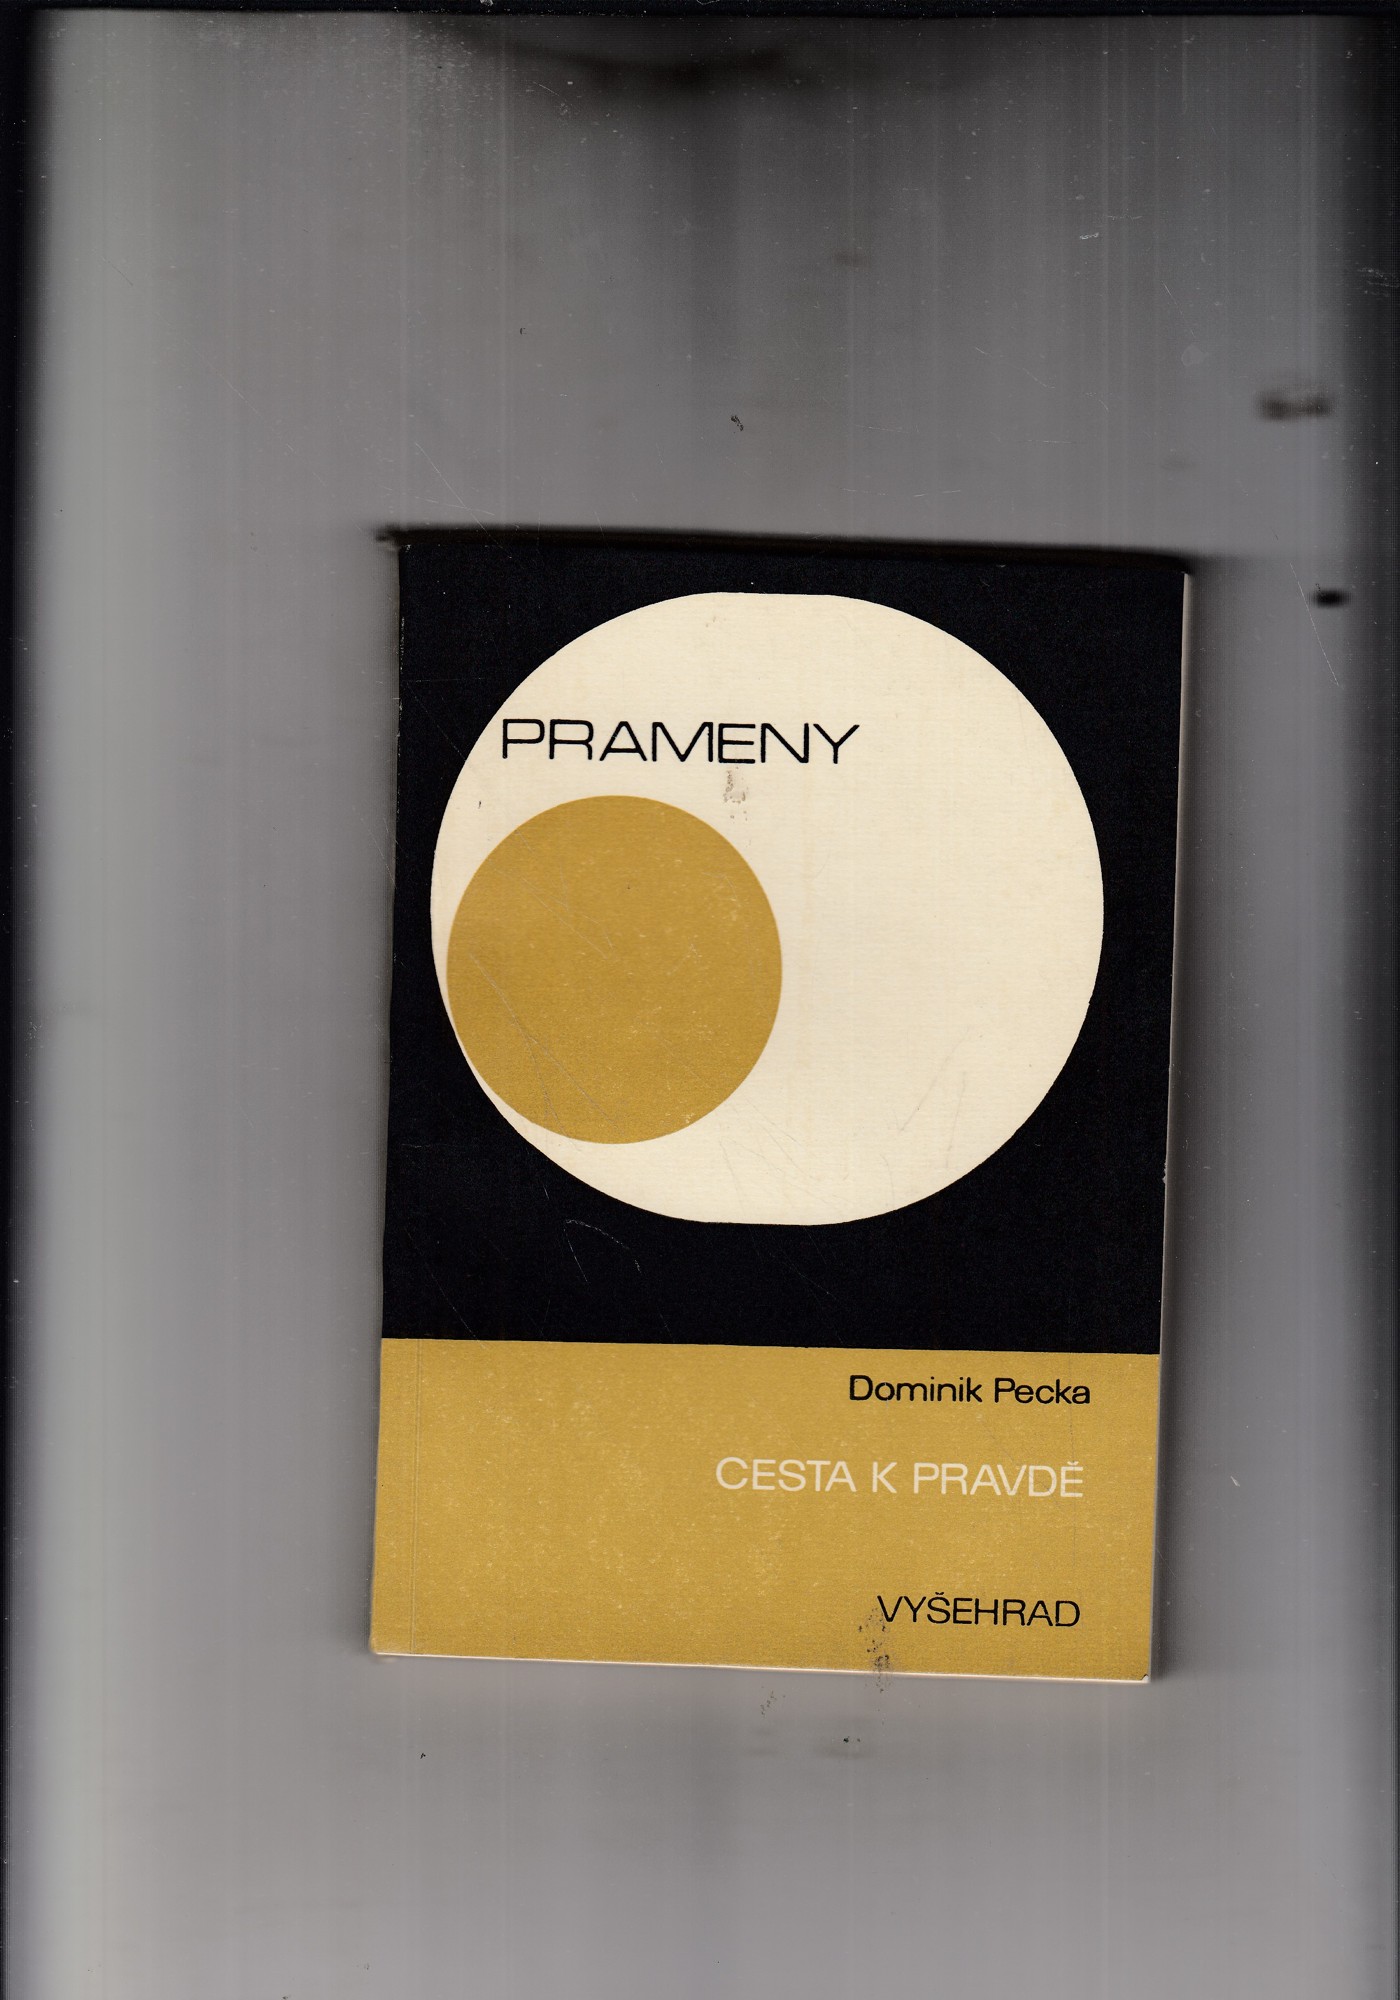 PRAMENY
Dominik Pecka
CESTA K PRAVDĚ
VYŠEHRAD